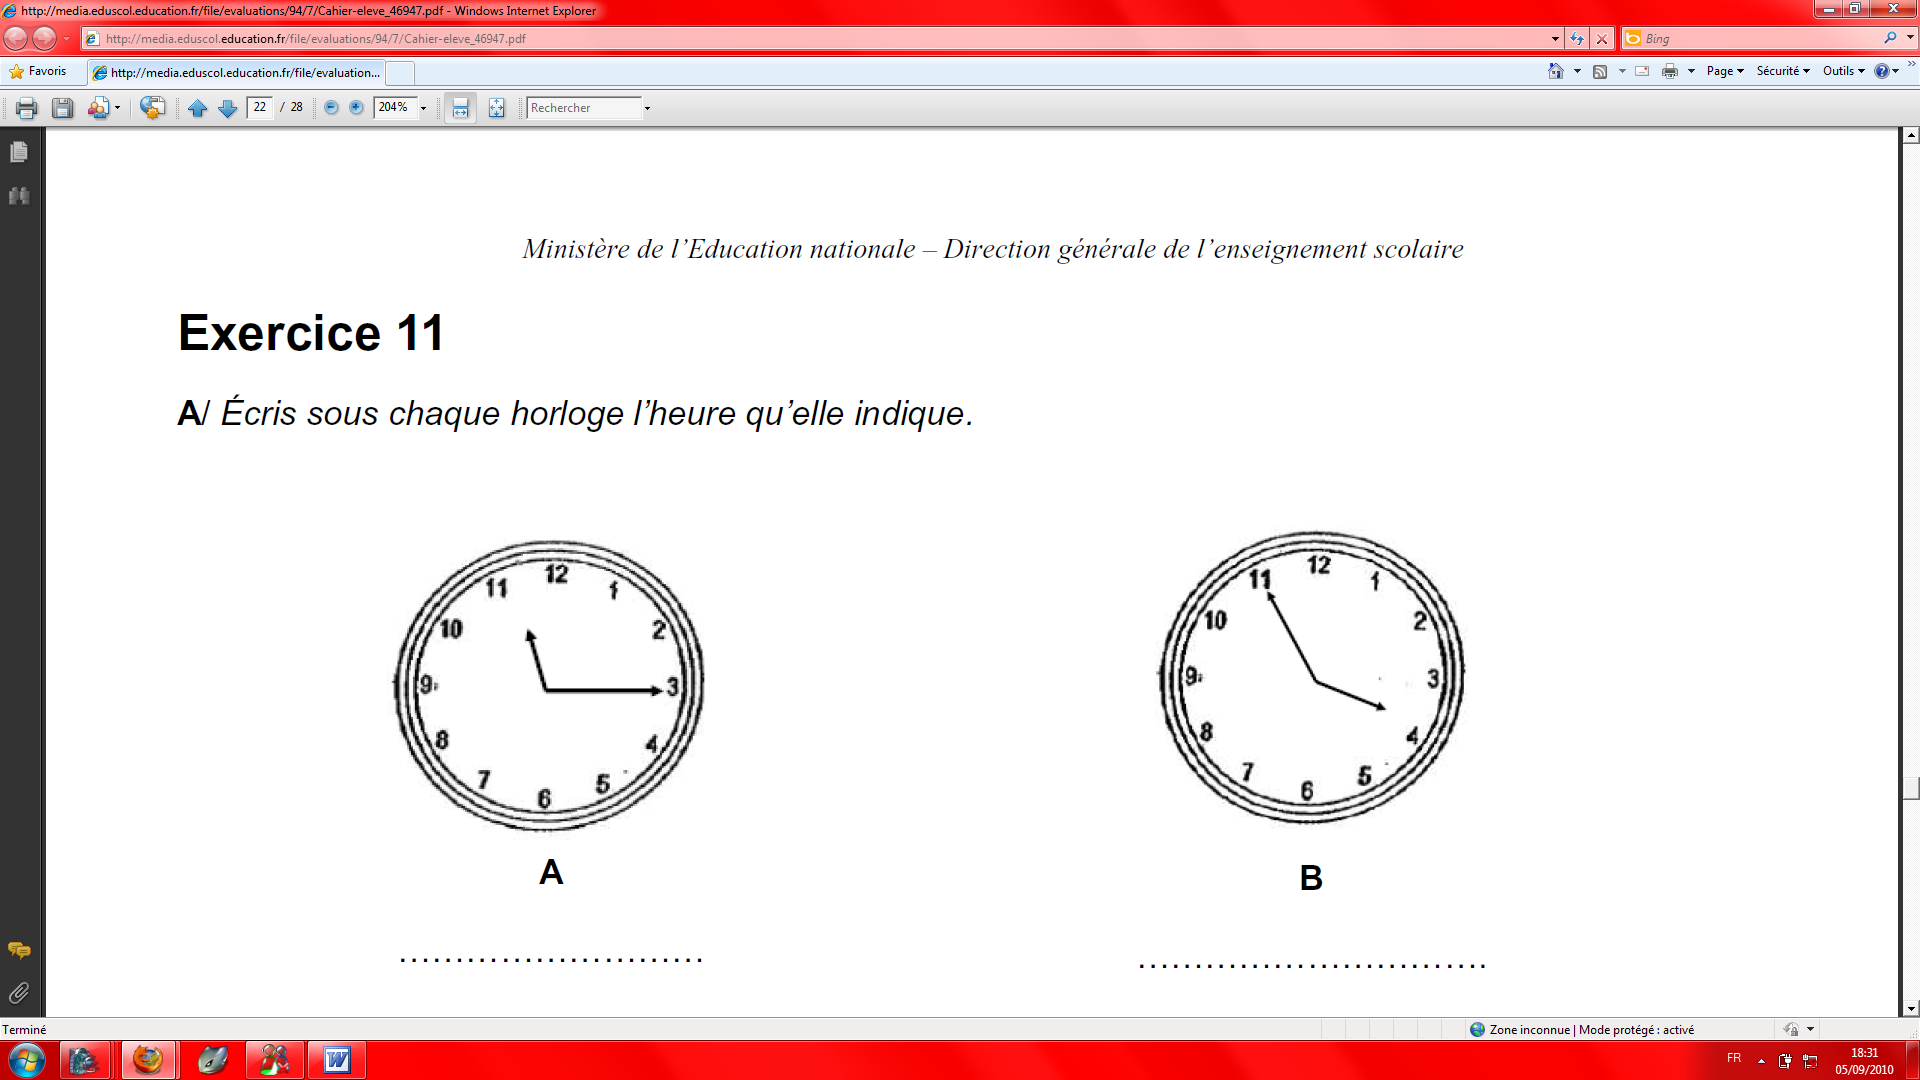 http://media.eduscol.education.fr/file/evaluations/94/7/Cahier-eleve_46947.pdf - Windows Internet Explorer
http://media.eduscol.education.fr/file/evaluations/94/7/Cahier-eleve_46947.pdf
Bing
Favoris
http://media.eduscol.education.fr/file/evaluation...
Page
Sécurité
Outils
22 / 28
204%
Rechercher
Ministère de l’Education nationale – Direction générale de l’enseignement scolaire
Exercice 11
A/ Écris sous chaque horloge l’heure qu’elle indique.
12
1
2
3
4
5
6
7
8
9
10
11
12
1
2
3
4
5
6
7
8
9
10
11
A
B
...........................
..............................
Terminé
Zone inconnue | Mode protégé : activé
FR
18:31
05/09/2010